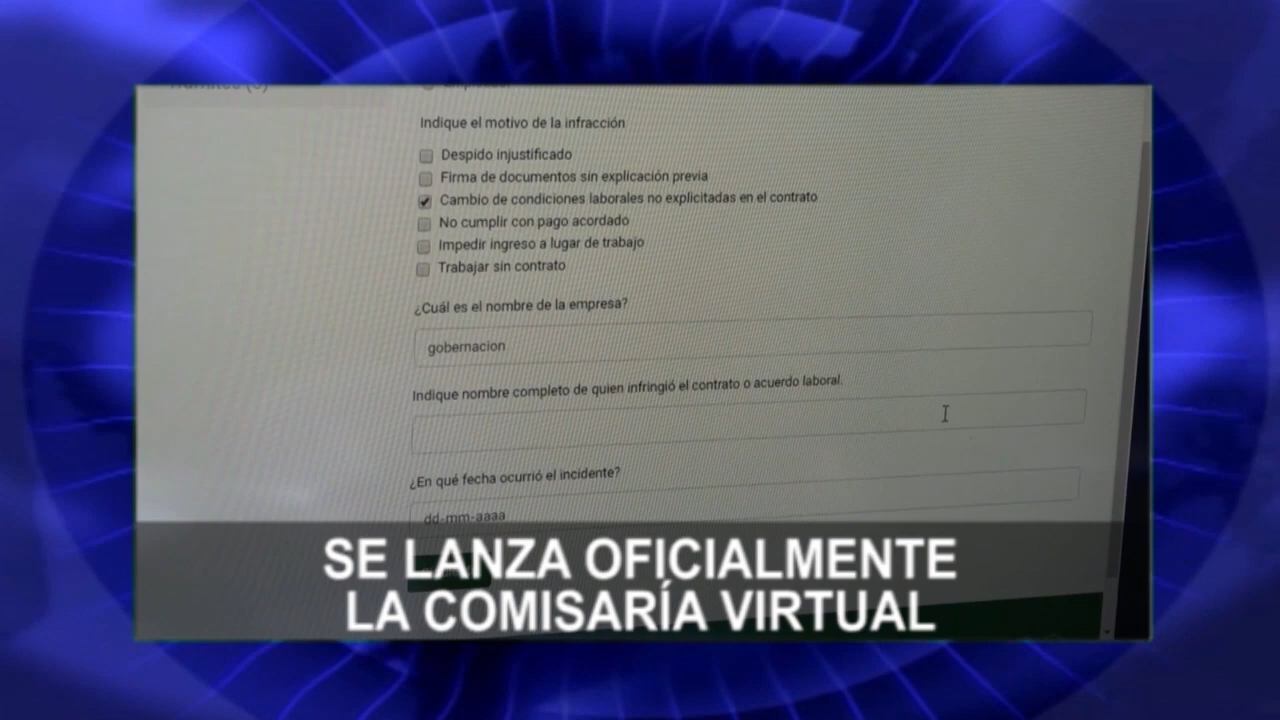 Indique el motivo de la infracción
Despido injustificado
Firma de documentos sin explicación previa
Cambio de condiciones laborales no explicitadas en el contrato
No cumplir con pago acordado
Impedir ingreso a lugar de trabajo
Trabajar sin contrato
¿Cuál es el nombre de la empresa?
gobernacion
Indique nombre completo de quien infringió el contrato o acuerdo laboral.
¿En qué fecha ocurrió el incidente?
dd-mm-aaaa
SE LANZA OFICIALMENTE
LA COMISARÍA VIRTUAL